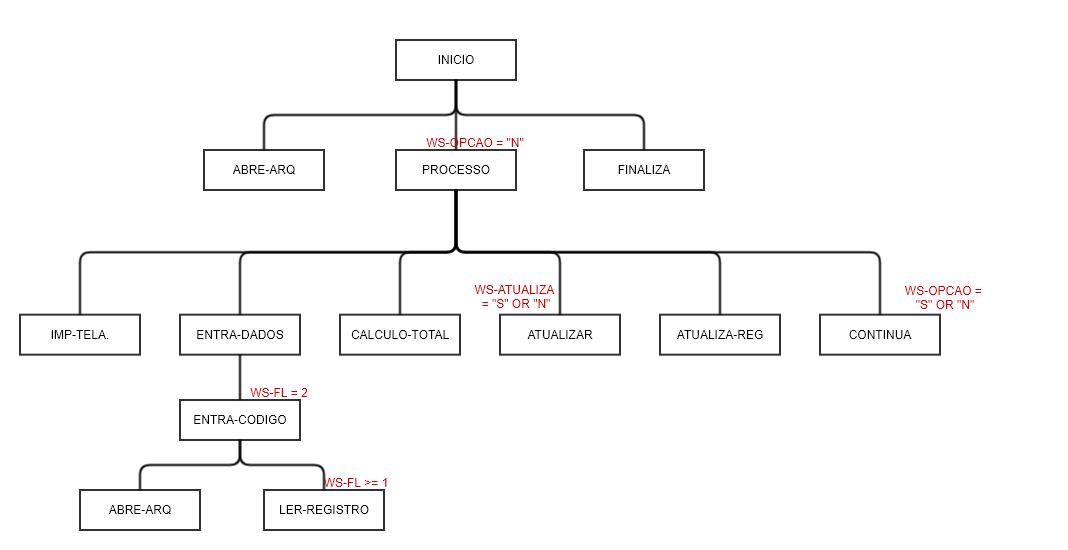 INICIO
WS-OPCAO = "N"
ABRE-ARQ
PROCESSO
FINALIZA
WS-ATUALIZA
= "S" OR "N"
WS-OPCAO =
"S" OR "N"
IMP-TELA.
ENTRA-DADOS
CALCULO-TOTAL
ATUALIZAR
ATUALIZA-REG
CONTINUA
WS-FL = 2
ENTRA-CODIGO
WS-FL >= 1
ABRE-ARQ
LER-REGISTRO